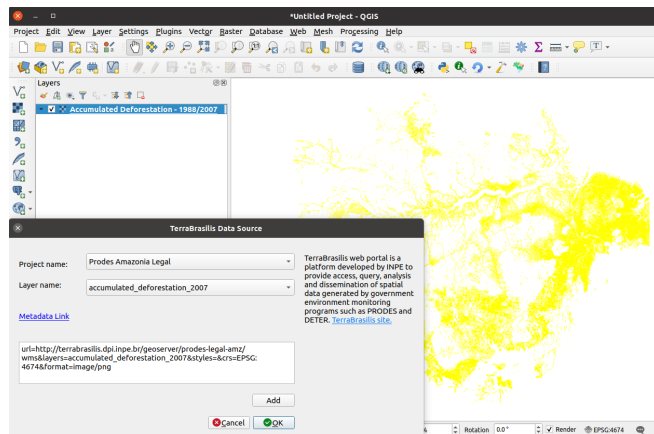 *Untitled Project - QGIS
Project Edit View Layer Settings Plugins Vector Raster Database Web Mesh Processing Help
Layers
Accumulated Deforestation - 1988/2007
TerraBrasilis Data Source
Project name:
Prodes Amazonia Legal
Layer name:
accumulated_deforestation_2007
Metadata Link
TerraBrasilis web portal is a
platform developed by INPE to
provide access, query, analysis
and dissemination of spatial
data generated by government
environment monitoring
programs such as PRODES and
DETER. TerraBrasilis site.
url=http://terrabrasilis.dpi.inpe.br/geoserver/prodes-legal-amz/
wms&layers=accumulated_deforestation_2007&styles=&crs=EPSG:
4674&format=image/png
Add
Cancel
OK
Rotation 0.0° Render EPSG:4674